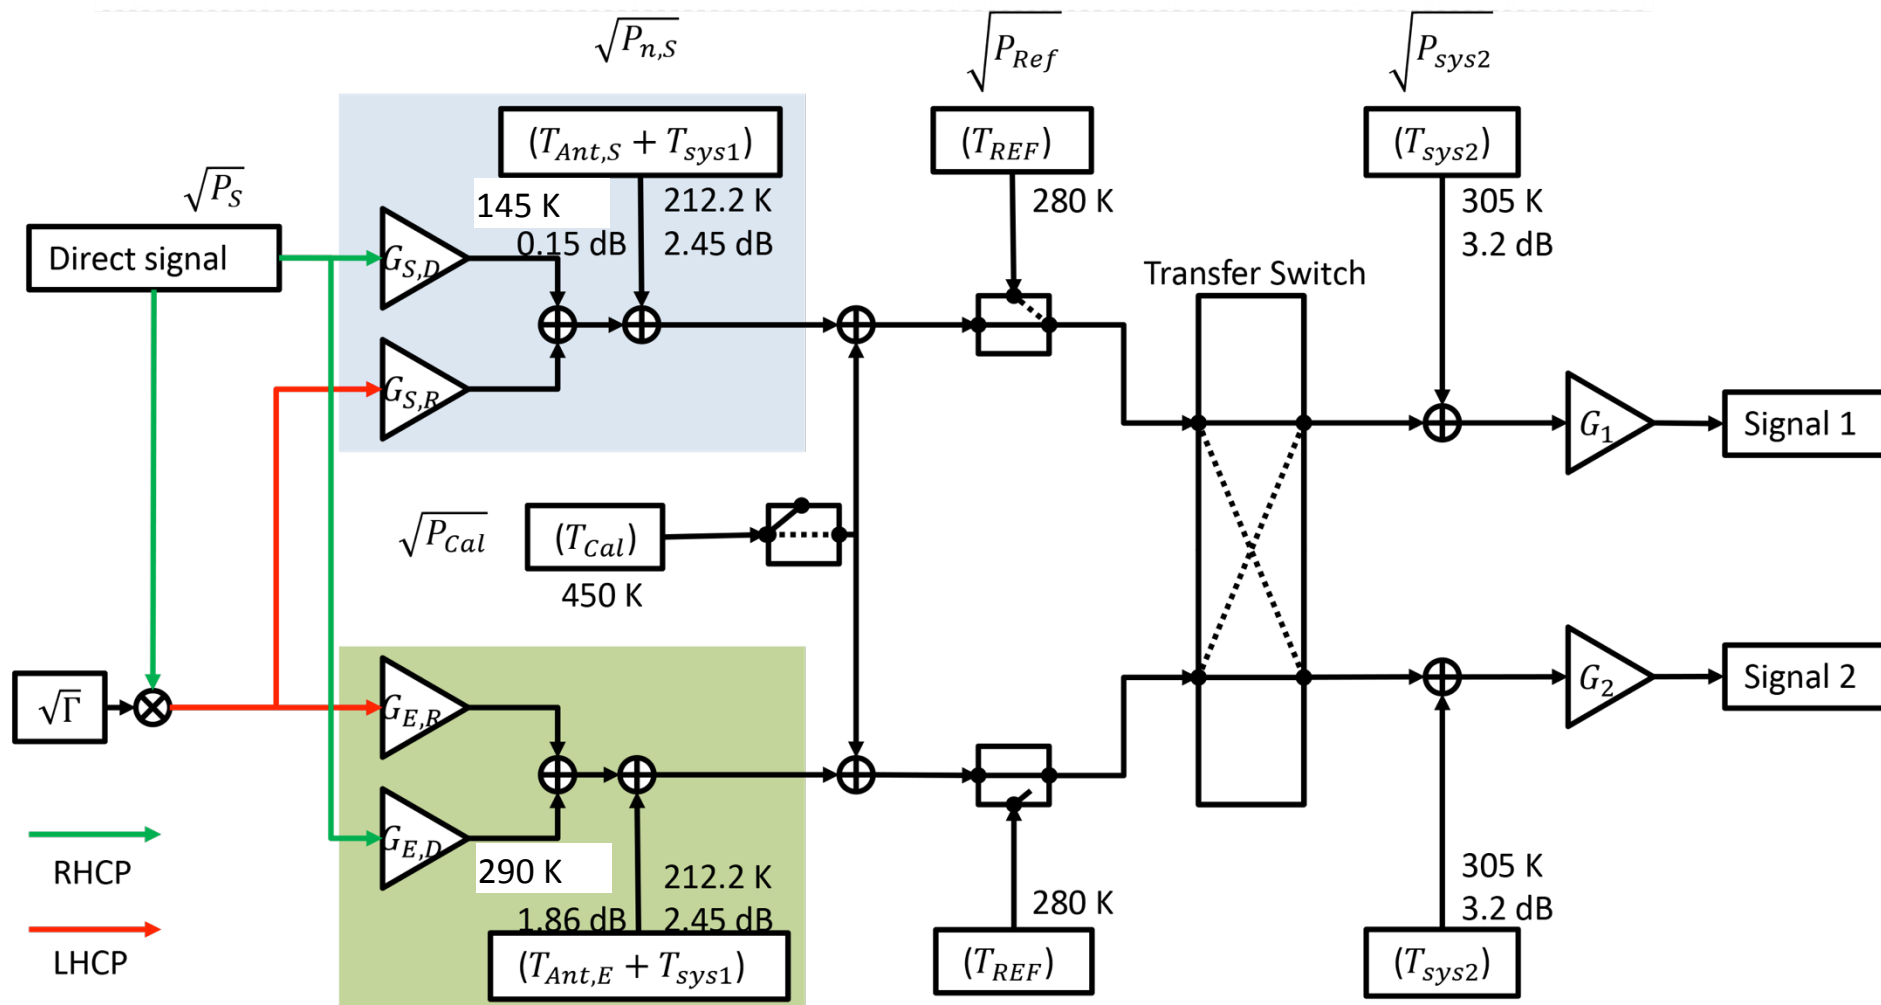 √P_{n,S}
√P_{Ref}
√P_{sys2}
(T_{Ant,S} + T_{sys1})
(T_{REF})
(T_{sys2})
√P_S
145 K
212.2 K
280 K
305 K
0.15 dB
2.45 dB
3.2 dB
Direct signal
G_{S,D}
Transfer Switch
G_{S,R}
G_1
Signal 1
√P_{Cal}
(T_{Cal})
450 K
√Γ
G_{E,R}
G_2
Signal 2
G_{E,D}
290 K
212.2 K
280 K
305 K
1.86 dB
2.45 dB
3.2 dB
RHCP
LHCP
(T_{Ant,E} + T_{sys1})
(T_{REF})
(T_{sys2})